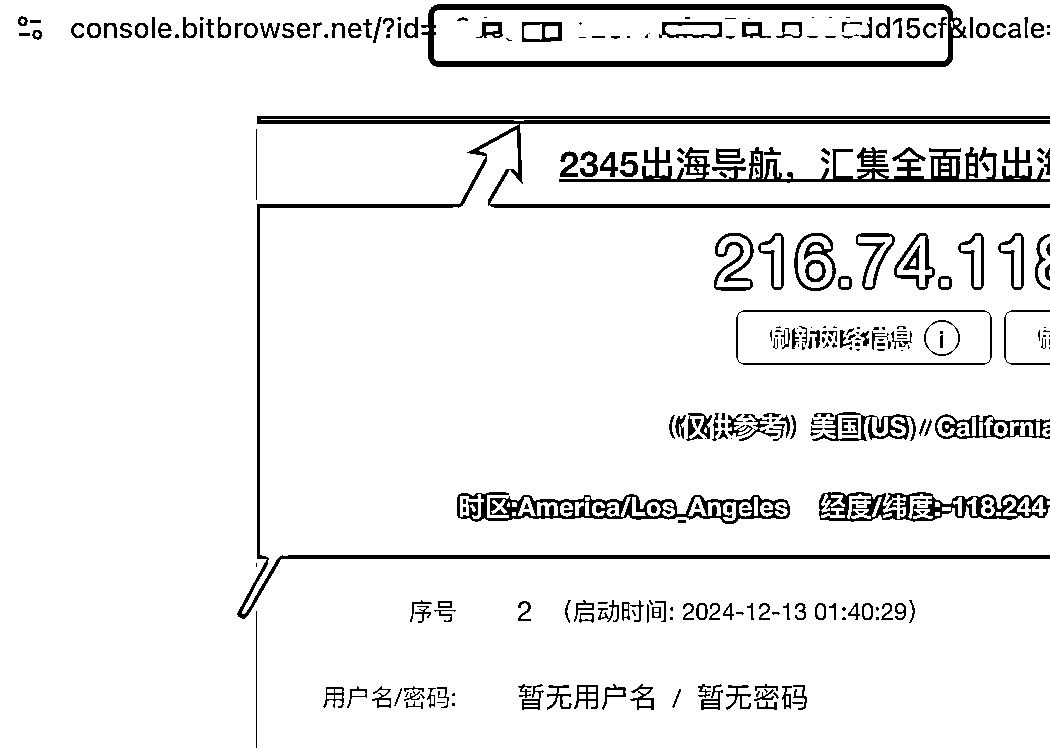 console.bitbrowser.net/?id= dd15cf&locale=
2345出海导航，汇集全面的出海
216.74.118
刷新网络信息 i
(仅供参考) 美国(US) // California
时区:America/Los_Angeles 经度/纬度:-118.2441
序号 2 （启动时间: 2024-12-13 01:40:29）
用户名/密码: 暂无用户名 / 暂无密码